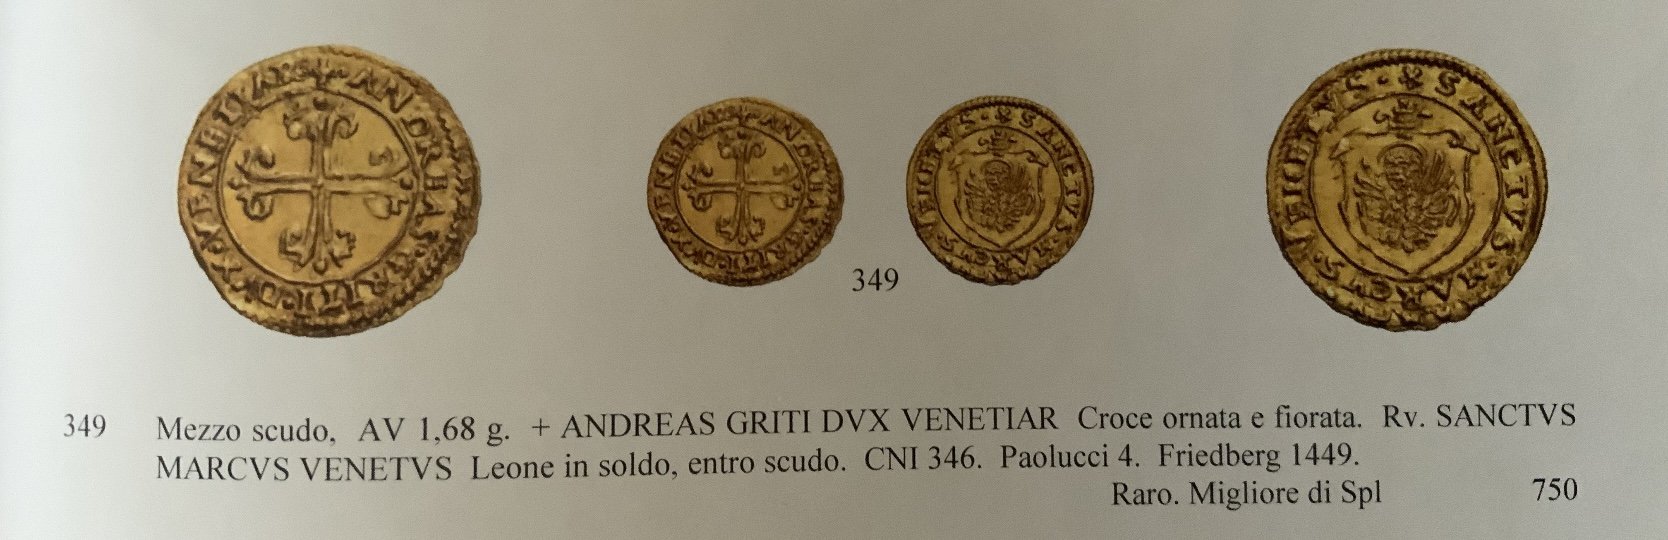 349
349 Mezzo scudo, AV 1,68 g. + ANDREAS GRITI DVX VENETIAR Croce ornata e fiorata. Rv. SANCTVS
MARCVS VENETVS Leone in soldo, entro scudo. CNI 346. Paolucci 4. Friedberg 1449.
Raro. Migliore di Spl 750